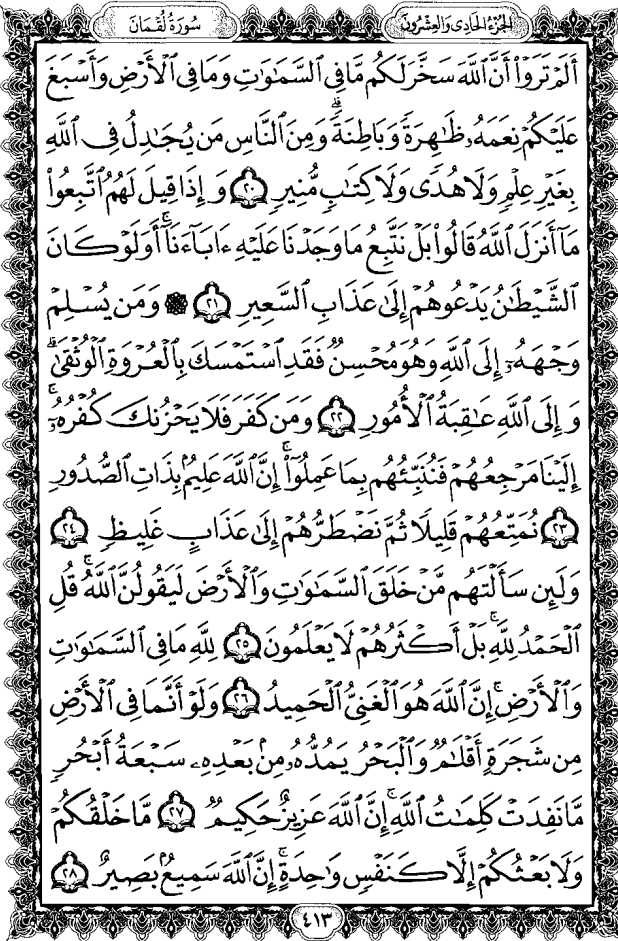 الجُزْءُ الحَادِي وَالعِشْرُونَ
سُورَةُ لُقْمَانَ
أَلَمْ تَرَوْا۟ أَنَّ ٱللَّهَ سَخَّرَ لَكُم مَّا فِى ٱلسَّمَٰوَٰتِ وَمَا فِى ٱلْأَرْضِ وَأَسْبَغَ
عَلَيْكُمْ نِعَمَهُۥ ظَٰهِرَةً وَبَاطِنَةً ۗ وَمِنَ ٱلنَّاسِ مَن يُجَٰدِلُ فِى ٱللَّهِ
بِغَيْرِ عِلْمٍ وَلَا هُدًى وَلَا كِتَٰبٍ مُّنِيرٍ ٢٠ وَإِذَا قِيلَ لَهُمُ ٱتَّبِعُوا۟
مَآ أَنزَلَ ٱللَّهُ قَالُوا۟ بَلْ نَتَّبِعُ مَا وَجَدْنَا عَلَيْهِ ءَابَآءَنَآ ۚ أَوَلَوْ كَانَ
ٱلشَّيْطَٰنُ يَدْعُوهُمْ إِلَىٰ عَذَابِ ٱلسَّعِيرِ ٢١ ۞ وَمَن يُسْلِمْ
وَجْهَهُۥٓ إِلَى ٱللَّهِ وَهُوَ مُحْسِنٌ فَقَدِ ٱسْتَمْسَكَ بِٱلْعُرْوَةِ ٱلْوُثْقَىٰ ۗ
وَإِلَى ٱللَّهِ عَٰقِبَةُ ٱلْأُمُورِ ٢٢ وَمَن كَفَرَ فَلَا يَحْزُنكَ كُفْرُهُۥٓ ۚ
إِلَيْنَا مَرْجِعُهُمْ فَنُنَبِّئُهُم بِمَا عَمِلُوٓا۟ ۚ إِنَّ ٱللَّهَ عَلِيمٌۢ بِذَاتِ ٱلصُّدُورِ
٢٣ نُمَتِّعُهُمْ قَلِيلًا ثُمَّ نَضْطَرُّهُمْ إِلَىٰ عَذَابٍ غَلِيظٍ ٢٤
وَلَئِن سَأَلْتَهُم مَّنْ خَلَقَ ٱلسَّمَٰوَٰتِ وَٱلْأَرْضَ لَيَقُولُنَّ ٱللَّهُ ۚ قُلِ
ٱلْحَمْدُ لِلَّهِ ۚ بَلْ أَكْثَرُهُمْ لَا يَعْلَمُونَ ٢٥ لِلَّهِ مَا فِى ٱلسَّمَٰوَٰتِ
وَٱلْأَرْضِ ۚ إِنَّ ٱللَّهَ هُوَ ٱلْغَنِىُّ ٱلْحَمِيدُ ٢٦ وَلَوْ أَنَّمَا فِى ٱلْأَرْضِ
مِن شَجَرَةٍ أَقْلَٰمٌ وَٱلْبَحْرُ يَمُدُّهُۥ مِنۢ بَعْدِهِۦ سَبْعَةُ أَبْحُرٍ
مَّا نَفِدَتْ كَلِمَٰتُ ٱللَّهِ ۗ إِنَّ ٱللَّهَ عَزِيزٌ حَكِيمٌ ٢٧ مَّا خَلْقُكُمْ
وَلَا بَعْثُكُمْ إِلَّا كَنَفْسٍ وَٰحِدَةٍ ۗ إِنَّ ٱللَّهَ سَمِيعٌۢ بَصِيرٌ ٢٨
٤١٣